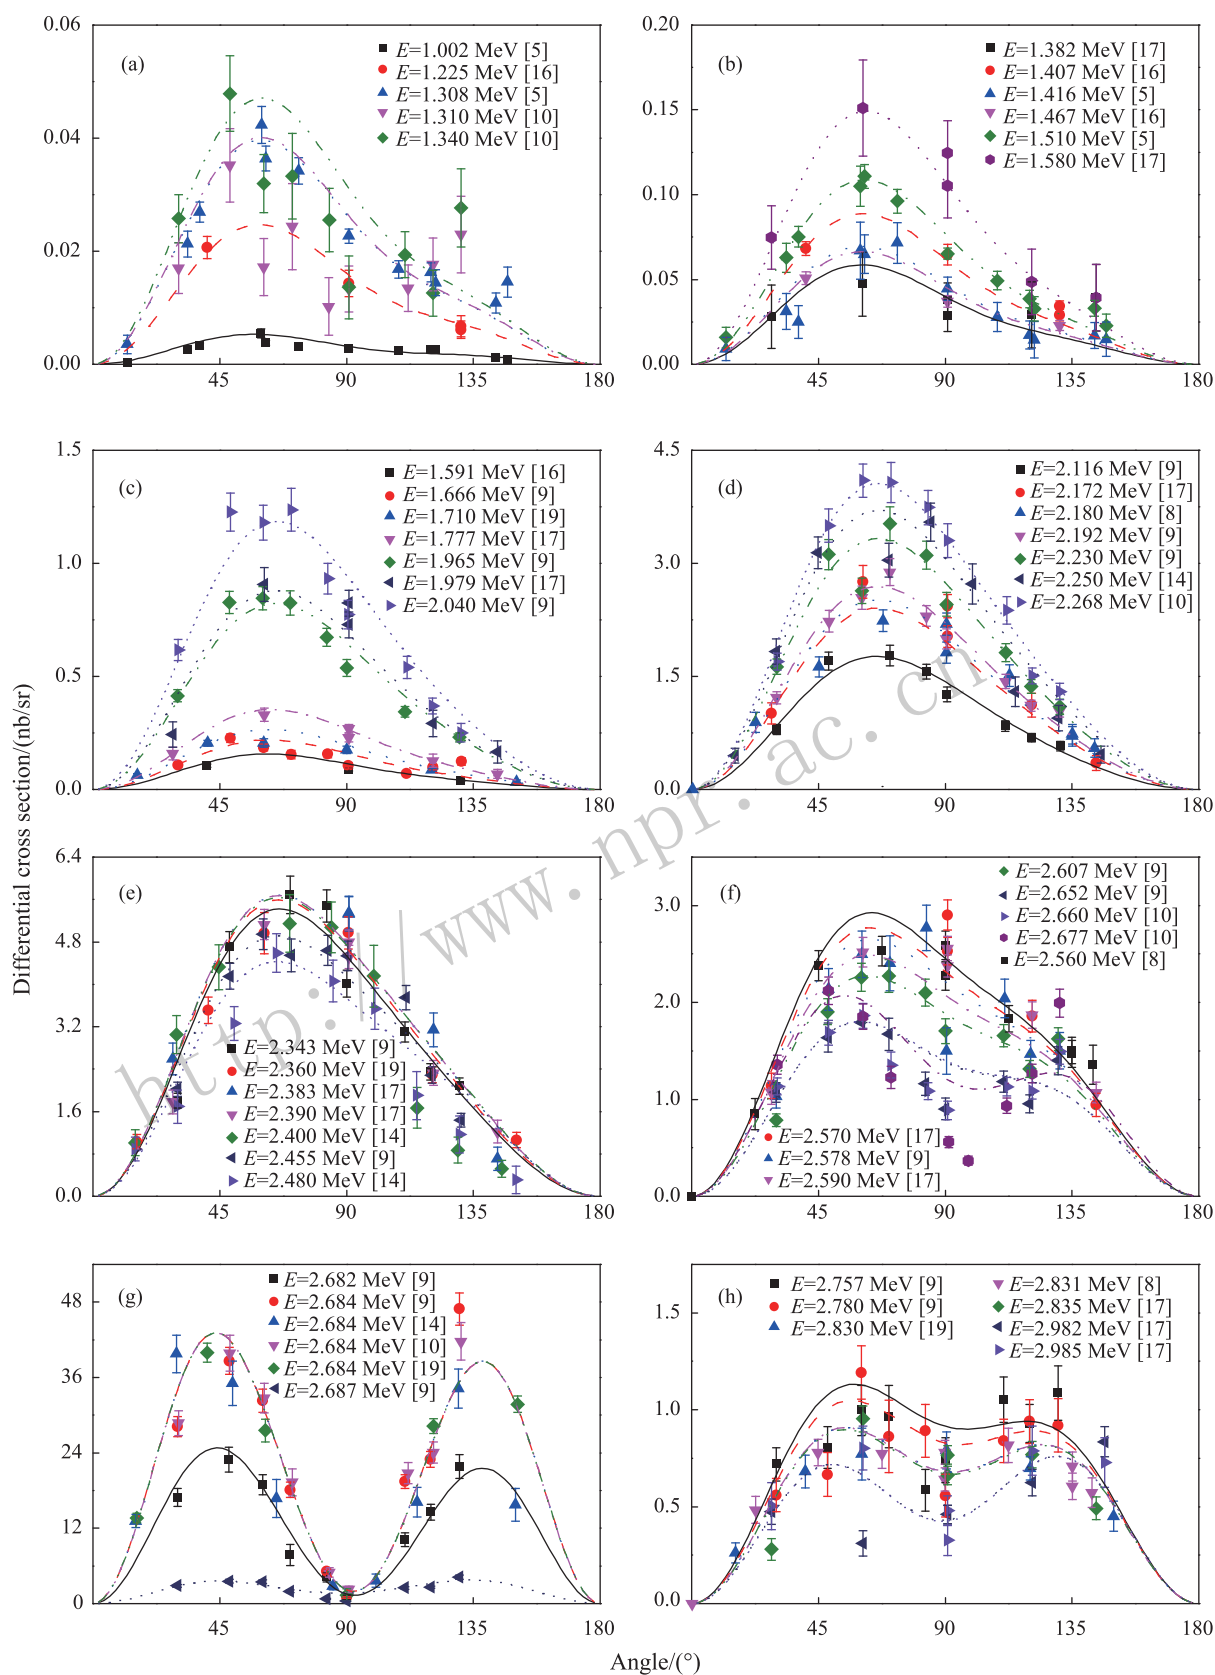 Differential cross section/(nb/sr)
(a)
E=1.002 MeV [5]
E=1.225 MeV [16]
E=1.308 MeV [5]
E=1.310 MeV [10]
E=1.340 MeV [10]
0.06
0.04
0.02
0.00
45
90
135
180
(b)
E=1.382 MeV [17]
E=1.407 MeV [16]
E=1.416 MeV [5]
E=1.467 MeV [16]
E=1.510 MeV [5]
E=1.580 MeV [17]
0.20
0.15
0.10
0.05
0.00
45
90
135
180
(c)
E=1.591 MeV [16]
E=1.666 MeV [9]
E=1.710 MeV [19]
E=1.777 MeV [17]
E=1.965 MeV [9]
E=1.979 MeV [17]
E=2.040 MeV [9]
1.5
1.0
0.5
0.0
45
90
135
180
(d)
E=2.116 MeV [9]
E=2.172 MeV [17]
E=2.180 MeV [8]
E=2.192 MeV [9]
E=2.230 MeV [9]
E=2.250 MeV [14]
E=2.268 MeV [10]
4.5
3.0
1.5
0.0
45
90
135
180
(e)
E=2.343 MeV [9]
E=2.360 MeV [19]
E=2.383 MeV [17]
E=2.390 MeV [17]
E=2.400 MeV [14]
E=2.455 MeV [9]
E=2.480 MeV [14]
6.4
4.8
3.2
1.6
0.0
45
90
135
180
(f)
E=2.607 MeV [9]
E=2.652 MeV [9]
E=2.660 MeV [10]
E=2.677 MeV [10]
E=2.560 MeV [8]
E=2.570 MeV [17]
E=2.578 MeV [9]
E=2.590 MeV [17]
3.0
2.0
1.0
0.0
45
90
135
180
(g)
E=2.682 MeV [9]
E=2.684 MeV [9]
E=2.684 MeV [14]
E=2.684 MeV [10]
E=2.684 MeV [19]
E=2.687 MeV [9]
48
36
24
12
0
45
90
135
180
(h)
E=2.757 MeV [9]
E=2.780 MeV [9]
E=2.830 MeV [19]
E=2.831 MeV [8]
E=2.835 MeV [17]
E=2.982 MeV [17]
E=2.985 MeV [17]
1.5
1.0
0.5
0.0
45
90
135
180
Angle/(°)
http://www.npr.ac.cn